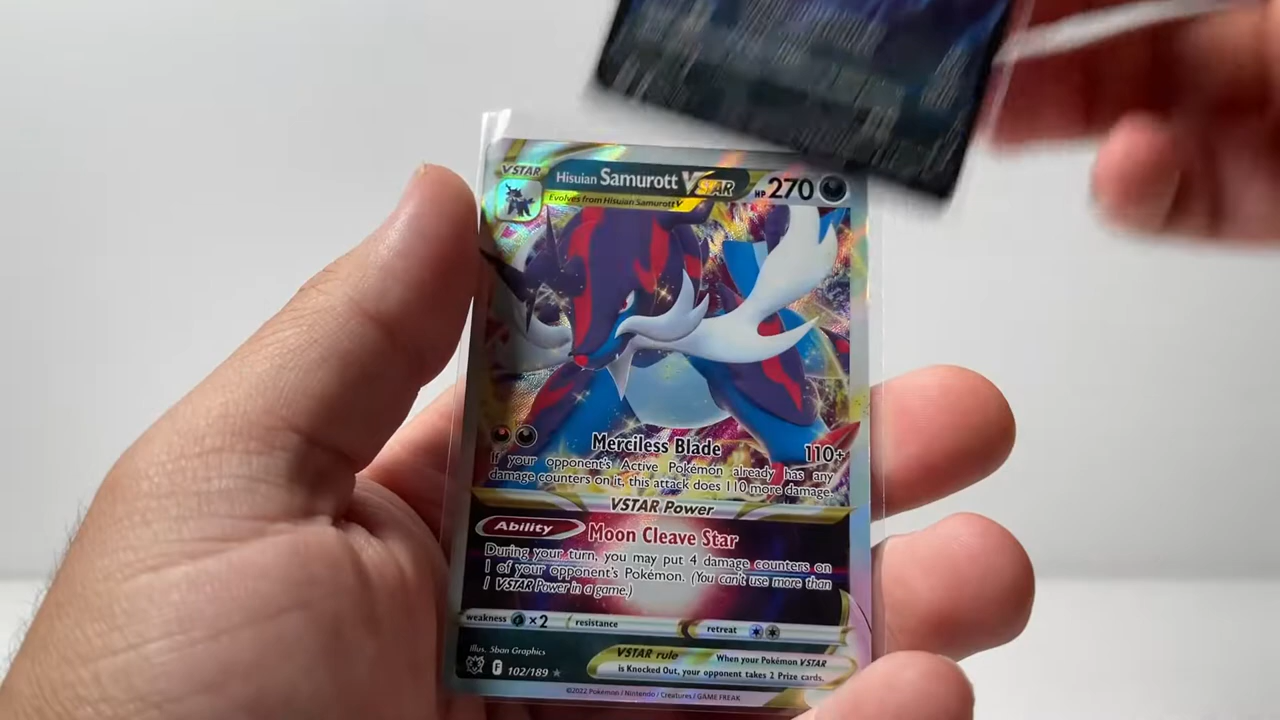 VSTAR
Hisuian Samurott VSTAR HP 270
Evolves from Hisuian Samurott V
Merciless Blade 110+
If your opponent's Active Pokémon already has any
damage counters on it, this attack does 110 more damage.
VSTAR Power
Ability Moon Cleave Star
During your turn, you may put 4 damage counters on
1 of your opponent's Pokémon. (You can't use more than
1 VSTAR Power in a game.)
weakness ×2 resistance retreat
Illus. 5ban Graphics
VSTAR rule When your Pokémon VSTAR
is Knocked Out, your opponent takes 2 Prize cards.
F 102/189
©2022 Pokémon / Nintendo / Creatures / GAME FREAK